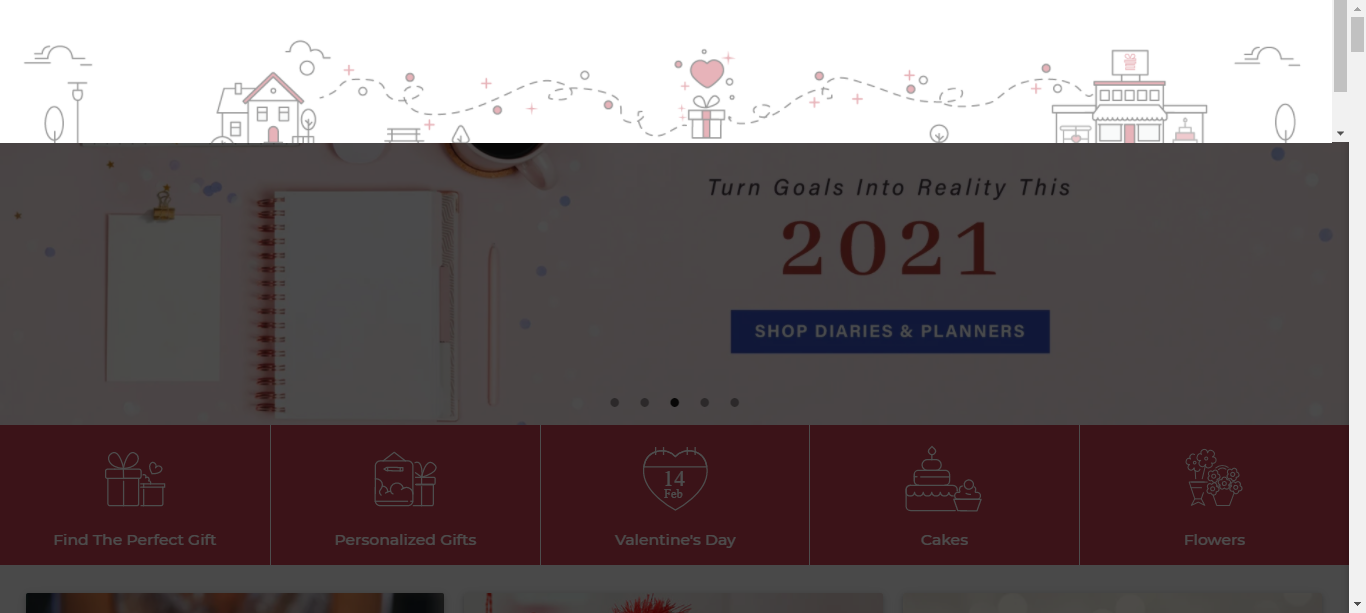 Turn Goals Into Reality This
2021
SHOP DIARIES & PLANNERS
14
Feb
Find The Perfect Gift
Personalized Gifts
Valentine's Day
Cakes
Flowers